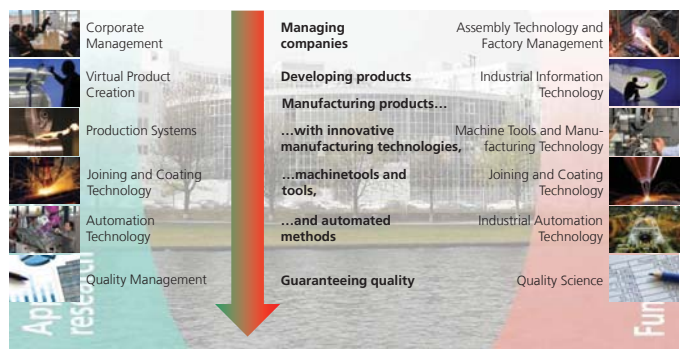 Corporate
Management
Managing
companies
Assembly Technology and
Factory Management
Virtual Product
Creation
Developing products
Industrial Information
Technology
Manufacturing products...
Production Systems
...with innovative
manufacturing technologies,
Machine Tools and Manu-
facturing Technology
Joining and Coating
Technology
...machinetools and
tools,
Joining and Coating
Technology
Automation
Technology
...and automated
methods
Industrial Automation
Technology
Quality Management
Guaranteeing quality
Quality Science
research